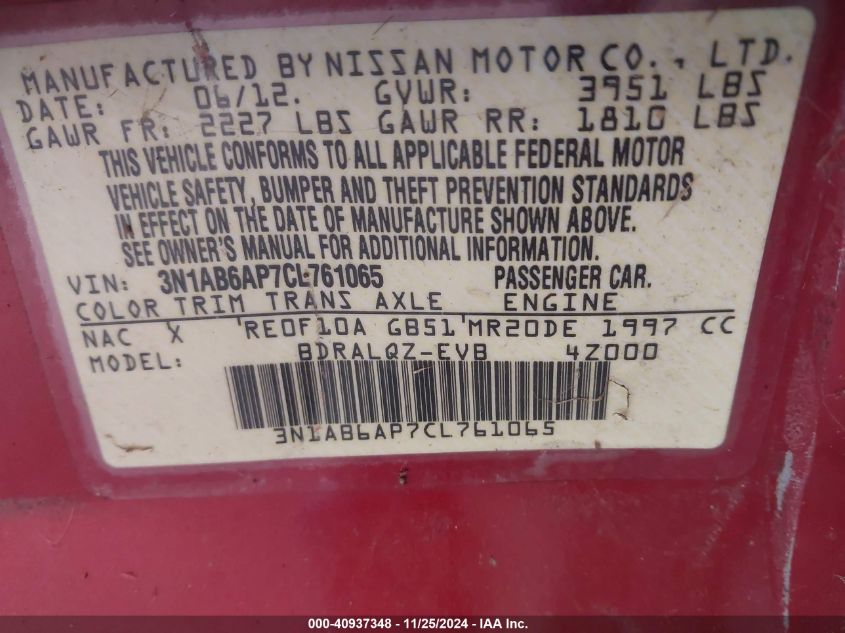 MANUFACTURED BY NISSAN MOTOR CO., LTD.
DATE: 06/12. GVWR: 3951 LBS
GAWR FR: 2227 LBS GAWR RR: 1810 LBS
THIS VEHICLE CONFORMS TO ALL APPLICABLE FEDERAL MOTOR
VEHICLE SAFETY, BUMPER AND THEFT PREVENTION STANDARDS
IN EFFECT ON THE DATE OF MANUFACTURE SHOWN ABOVE.
SEE OWNER'S MANUAL FOR ADDITIONAL INFORMATION.
VIN: 3N1AB6AP7CL761065 PASSENGER CAR.
COLOR TRIM TRANS AXLE ENGINE
NAC X 'RE0F10A GB51'MR20DE 1997 CC
MODEL: BDRALQZ-EVB 4Z000
3N1AB6AP7CL761065
000-40937348 - 11/25/2024 - IAA Inc.